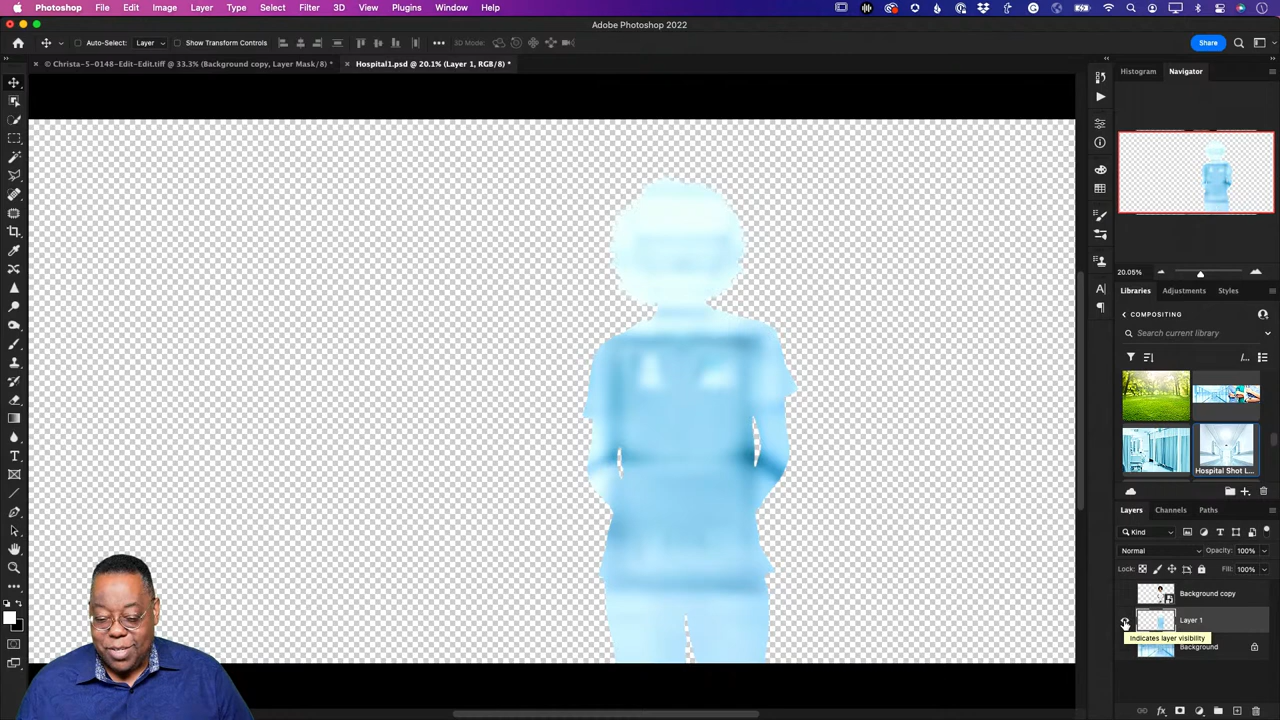 Photoshop File Edit Image Layer Type Select Filter 3D View Plugins Window Help
Adobe Photoshop 2022
Auto-Select: Layer Show Transform Controls 3D Mode: Share
© Christa-5-0148-Edit-Edit.tiff @ 33.3% (Background copy, Layer Mask/8) *
Hospital1.psd @ 20.1% (Layer 1, RGB/8) *
Histogram Navigator
20.05%
Libraries Adjustments Styles
COMPOSITING
Search current library
Hospital Shot L...
Layers Channels Paths
Kind
Normal Opacity: 100%
Lock: Fill: 100%
Background copy
Layer 1
Indicates layer visibility
Background